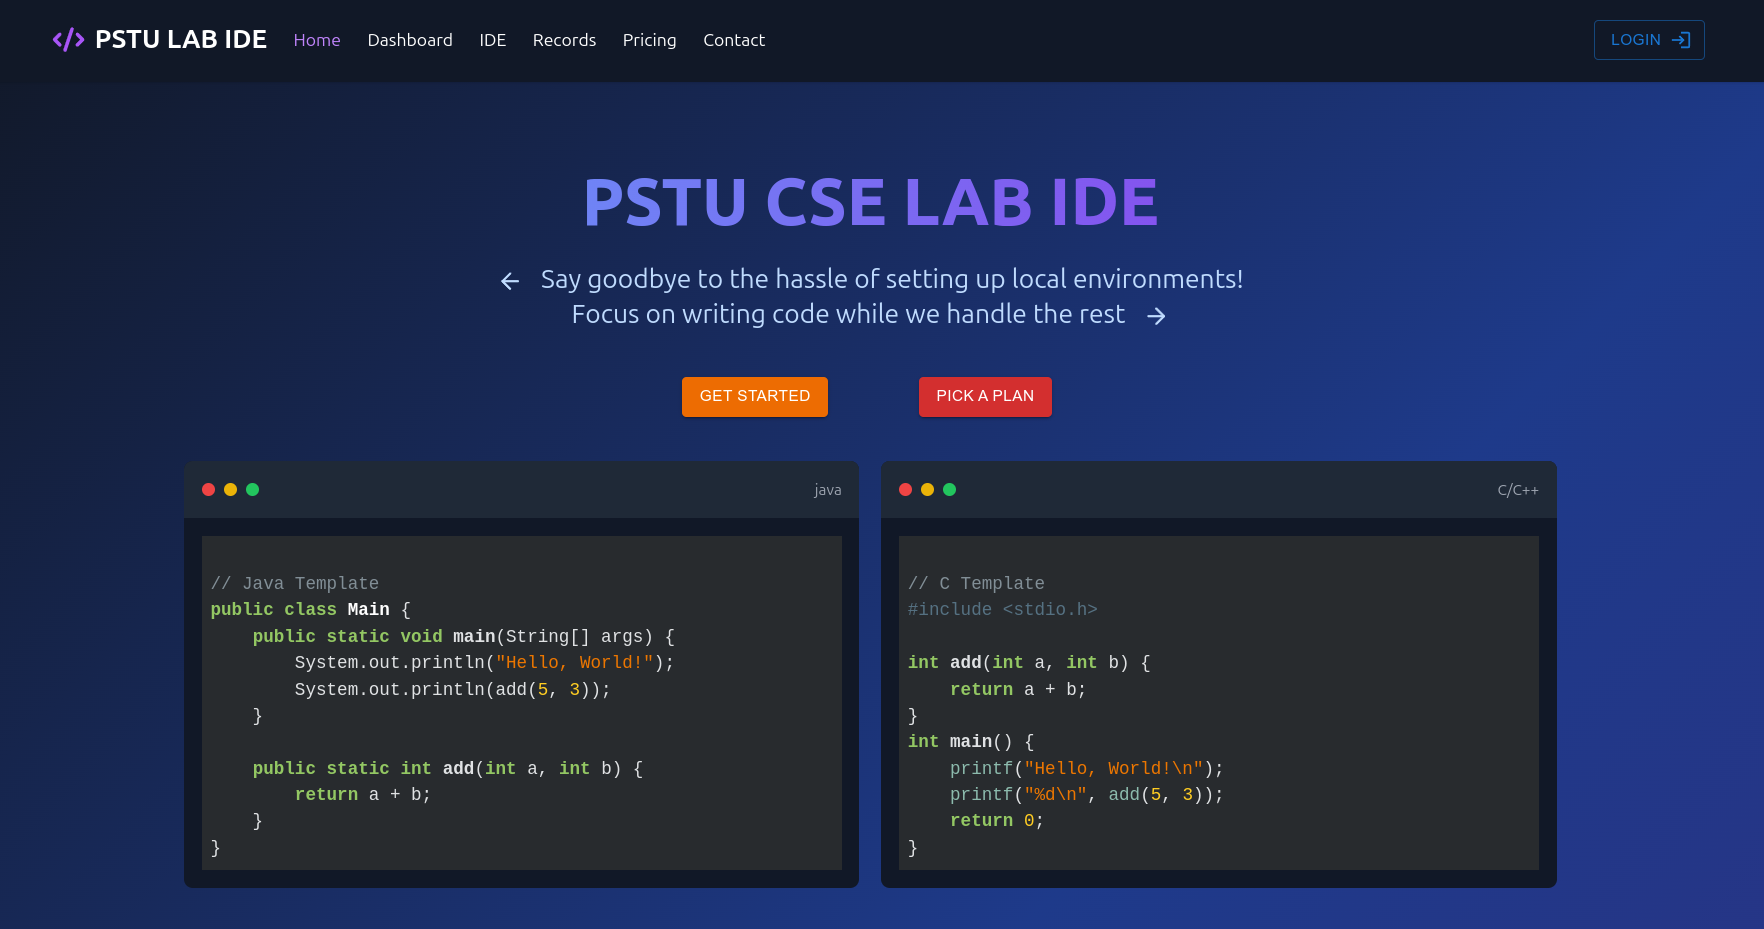 PSTU LAB IDE Home Dashboard IDE Records Pricing Contact LOGIN
PSTU CSE LAB IDE
Say goodbye to the hassle of setting up local environments!
Focus on writing code while we handle the rest
GET STARTED PICK A PLAN
java
// Java Template
public class Main {
    public static void main(String[] args) {
        System.out.println("Hello, World!");
        System.out.println(add(5, 3));
    }

    public static int add(int a, int b) {
        return a + b;
    }
}
C/C++
// C Template
#include <stdio.h>

int add(int a, int b) {
    return a + b;
}
int main() {
    printf("Hello, World!\n");
    printf("%d\n", add(5, 3));
    return 0;
}